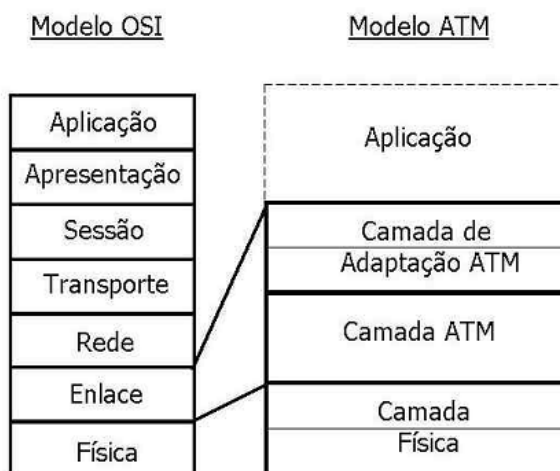 Modelo OSI
Aplicação
Apresentação
Sessão
Transporte
Rede
Enlace
Física
Modelo ATM
Aplicação
Camada de
Adaptação ATM
Camada ATM
Camada
Física